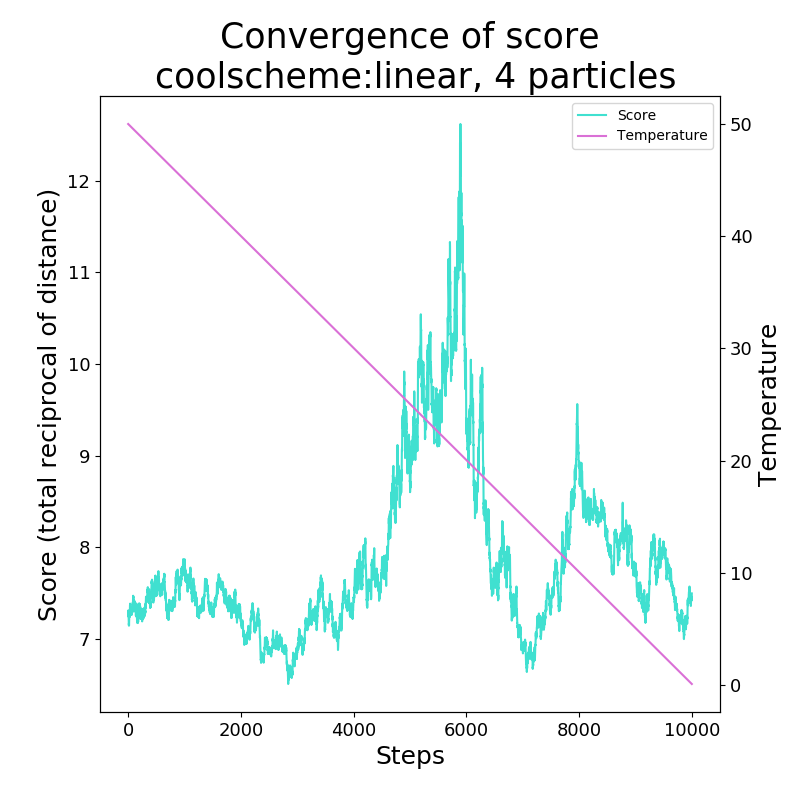 Convergence of score
coolscheme:linear, 4 particles
Score
Temperature
12
11
10
9
8
7
Score (total reciprocal of distance)
50
40
30
20
10
0
Temperature
0 2000 4000 6000 8000 10000
Steps